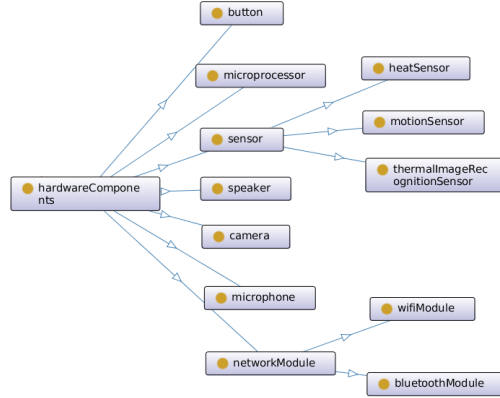 button
microprocessor
heatSensor
motionSensor
sensor
thermalImageRec
ognitionSensor
hardwareCompone
nts
speaker
camera
microphone
wifiModule
networkModule
bluetoothModule